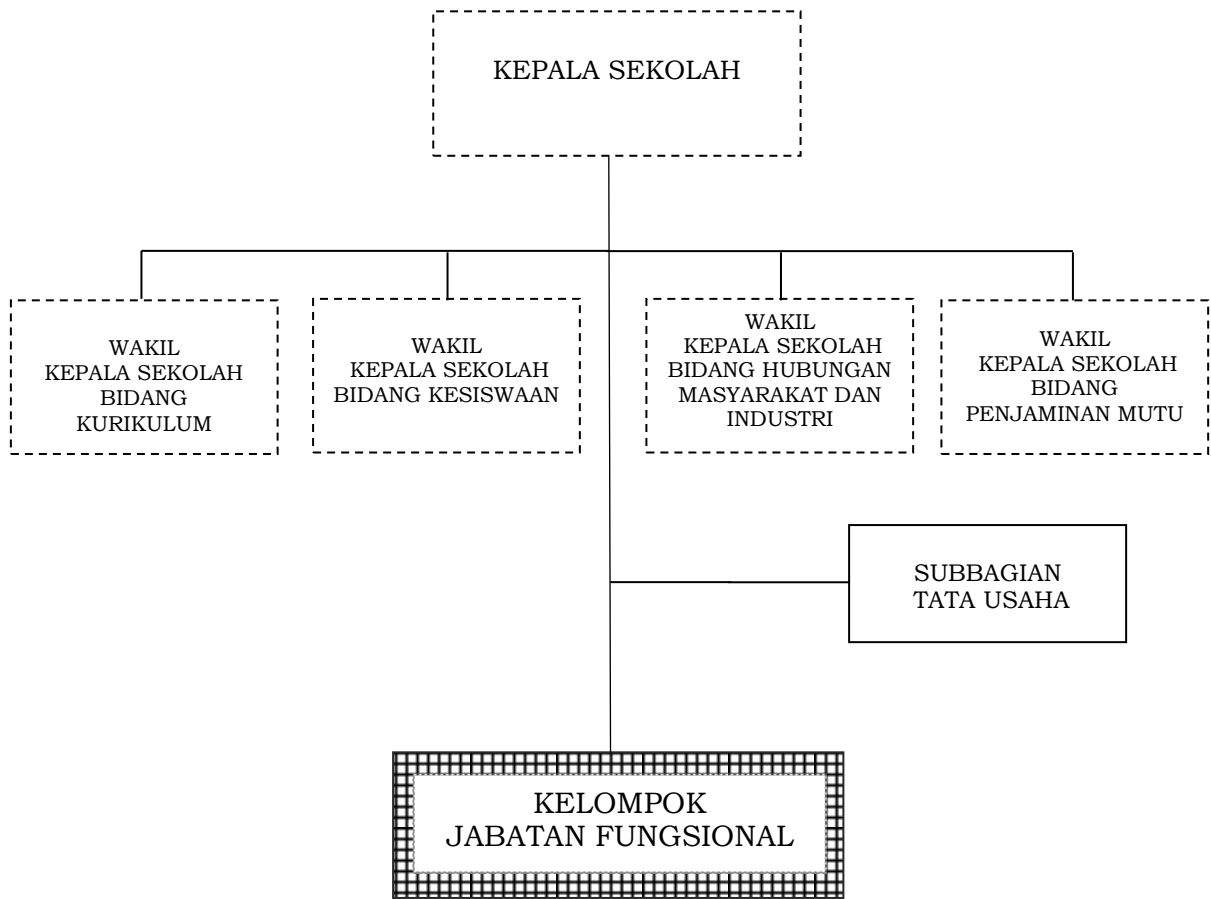 KEPALA SEKOLAH
WAKIL
KEPALA SEKOLAH
BIDANG
KURIKULUM
WAKIL
KEPALA SEKOLAH
BIDANG KESISWAAN
WAKIL
KEPALA SEKOLAH
BIDANG HUBUNGAN
MASYARAKAT DAN
INDUSTRI
WAKIL
KEPALA SEKOLAH
BIDANG
PENJAMINAN MUTU
SUBBAGIAN
TATA USAHA
KELOMPOK
JABATAN FUNGSIONAL